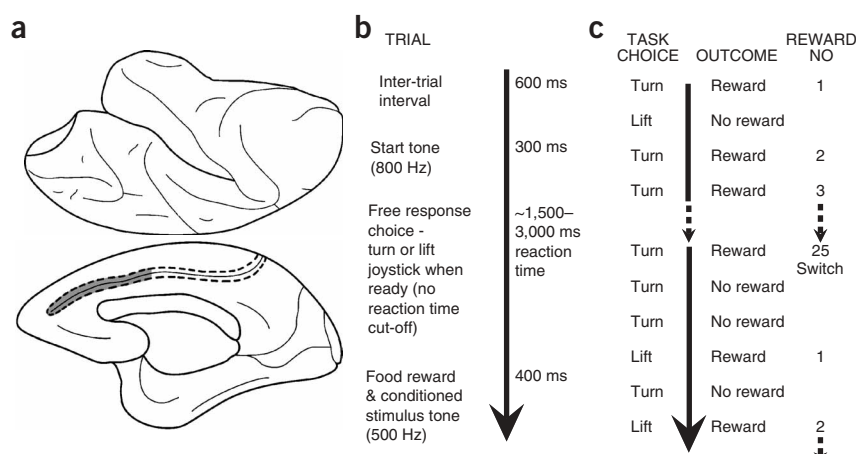 a
b
TRIAL
Inter-trial
interval
600 ms
Start tone
(800 Hz)
300 ms
Free response
choice -
turn or lift
joystick when
ready (no
reaction time
cut-off)
~1,500–
3,000 ms
reaction
time
Food reward
& conditioned
stimulus tone
(500 Hz)
400 ms
c
TASK
CHOICE
OUTCOME
REWARD
NO
Turn Reward 1
Lift No reward
Turn Reward 2
Turn Reward 3
Turn Reward 25
Switch
Turn No reward
Turn No reward
Lift Reward 1
Turn No reward
Lift Reward 2